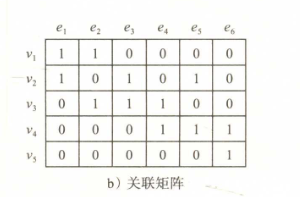 e₁ e₂ e₃ e₄ e₅ e₆
v₁ 1 1 0 0 0 0
v₂ 1 0 1 0 1 0
v₃ 0 1 1 1 0 0
v₄ 0 0 0 1 1 1
v₅ 0 0 0 0 0 1
b）关联矩阵